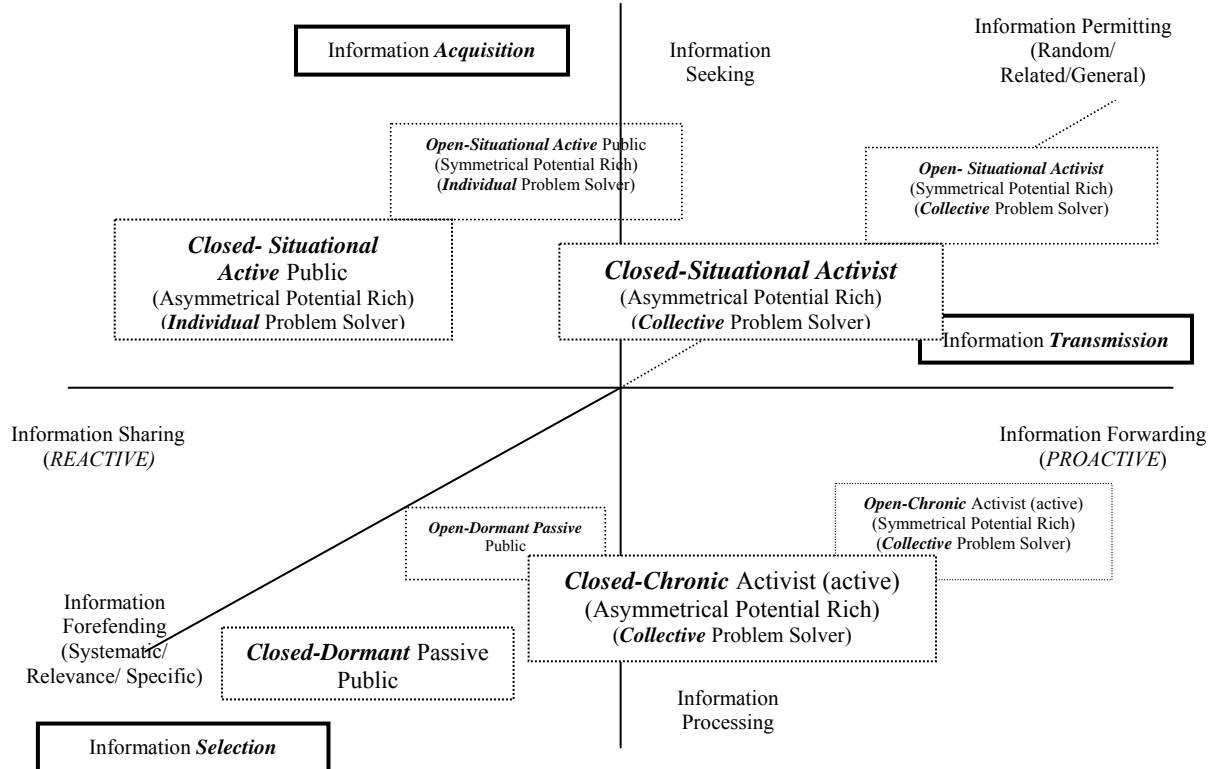 Information Acquisition
Information
Seeking
Information Permitting
(Random/
Related/General)
Open-Situational Active Public
(Symmetrical Potential Rich)
(Individual Problem Solver)
Open- Situational Activist
(Symmetrical Potential Rich)
(Collective Problem Solver)
Closed- Situational
Active Public
(Asymmetrical Potential Rich)
(Individual Problem Solver)
Closed-Situational Activist
(Asymmetrical Potential Rich)
(Collective Problem Solver)
Information Transmission
Information Sharing
(REACTIVE)
Information Forwarding
(PROACTIVE)
Open-Dormant Passive
Public
Open-Chronic Activist (active)
(Symmetrical Potential Rich)
(Collective Problem Solver)
Closed-Chronic Activist (active)
(Asymmetrical Potential Rich)
(Collective Problem Solver)
Information
Forefending
(Systematic/
Relevance/ Specific)
Closed-Dormant Passive
Public
Information
Processing
Information Selection